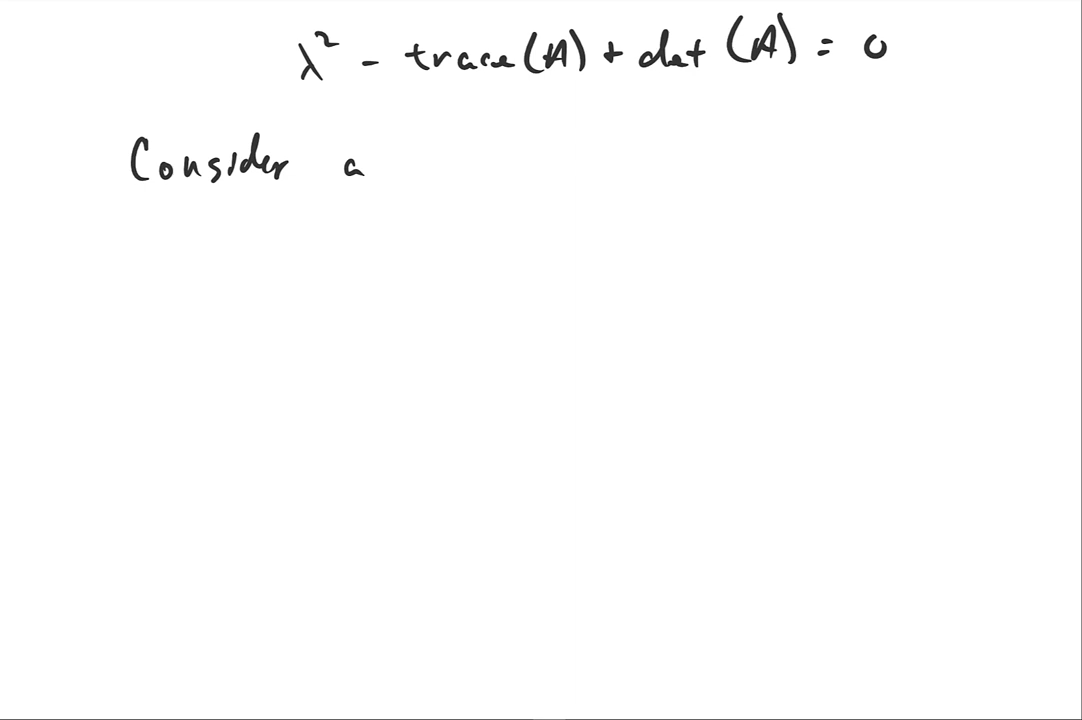 λ² - trace(A) + det(A) = 0
Consider a